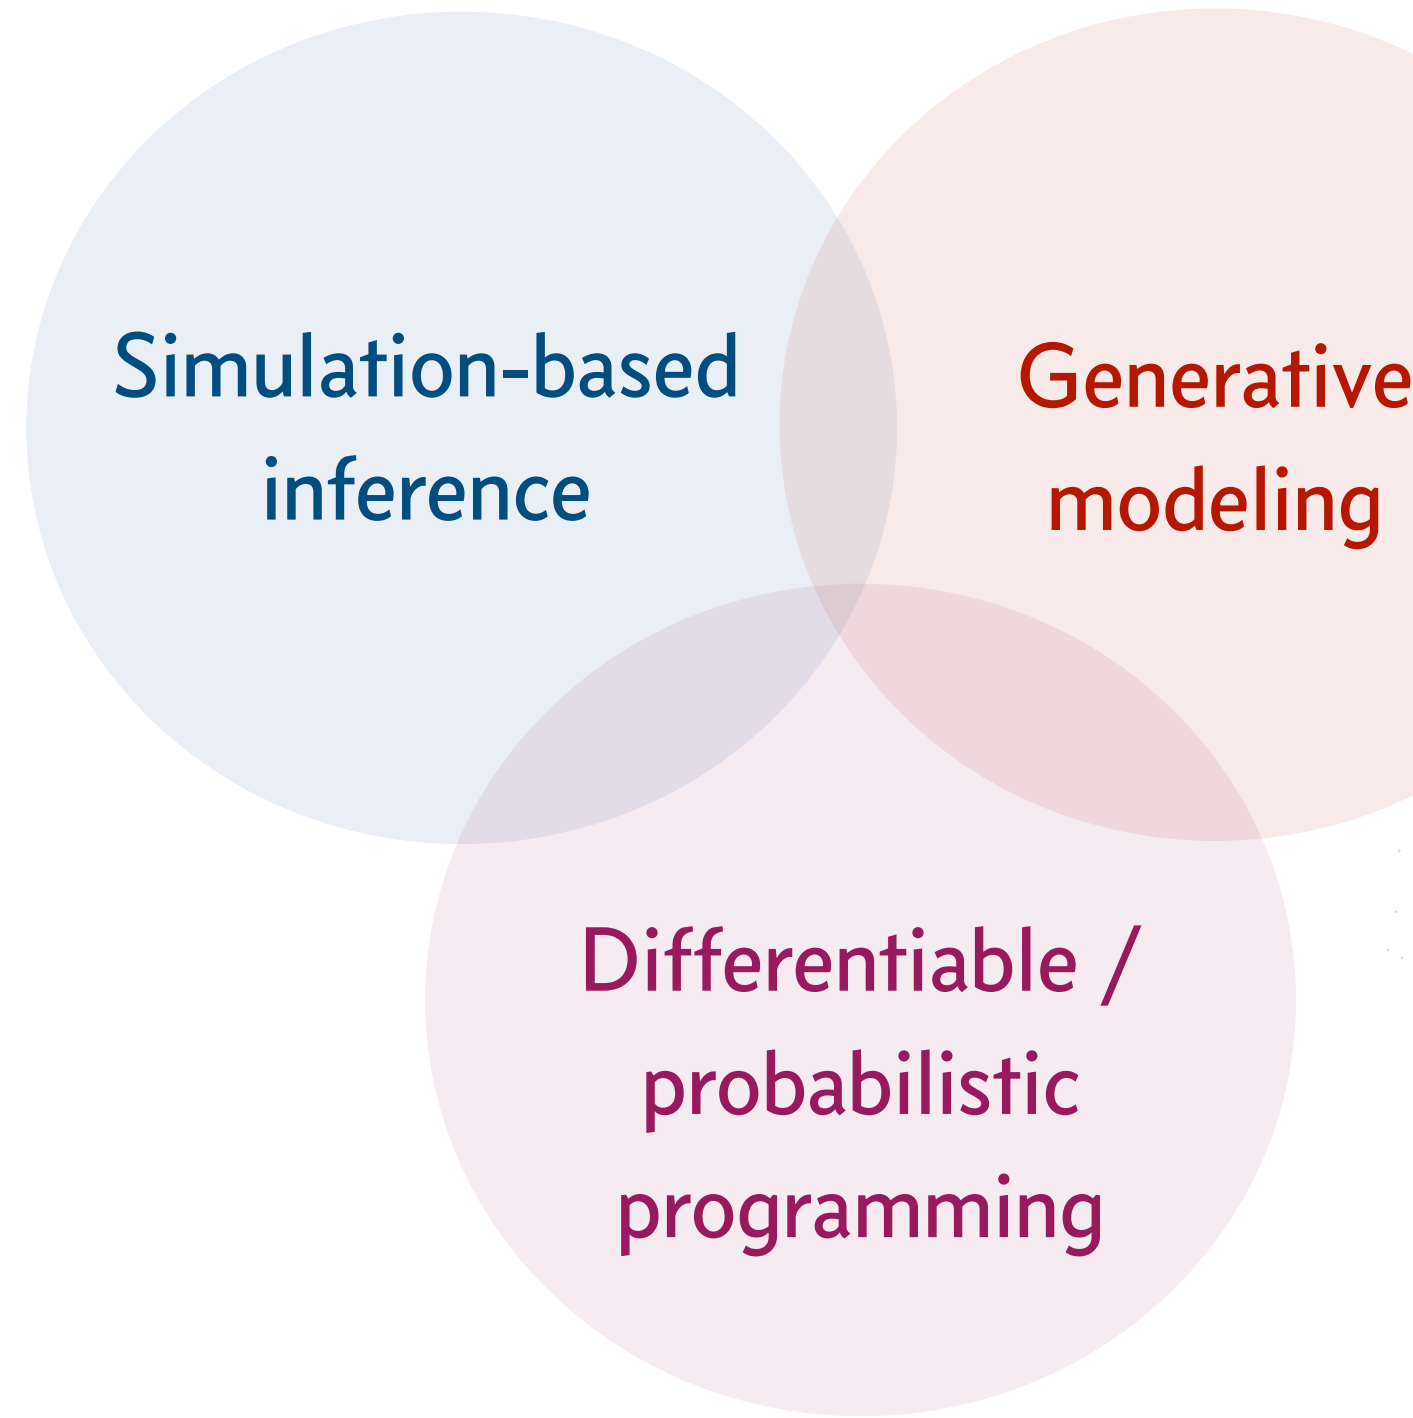 Simulation-based
inference
Generative
modeling
Differentiable /
probabilistic
programming